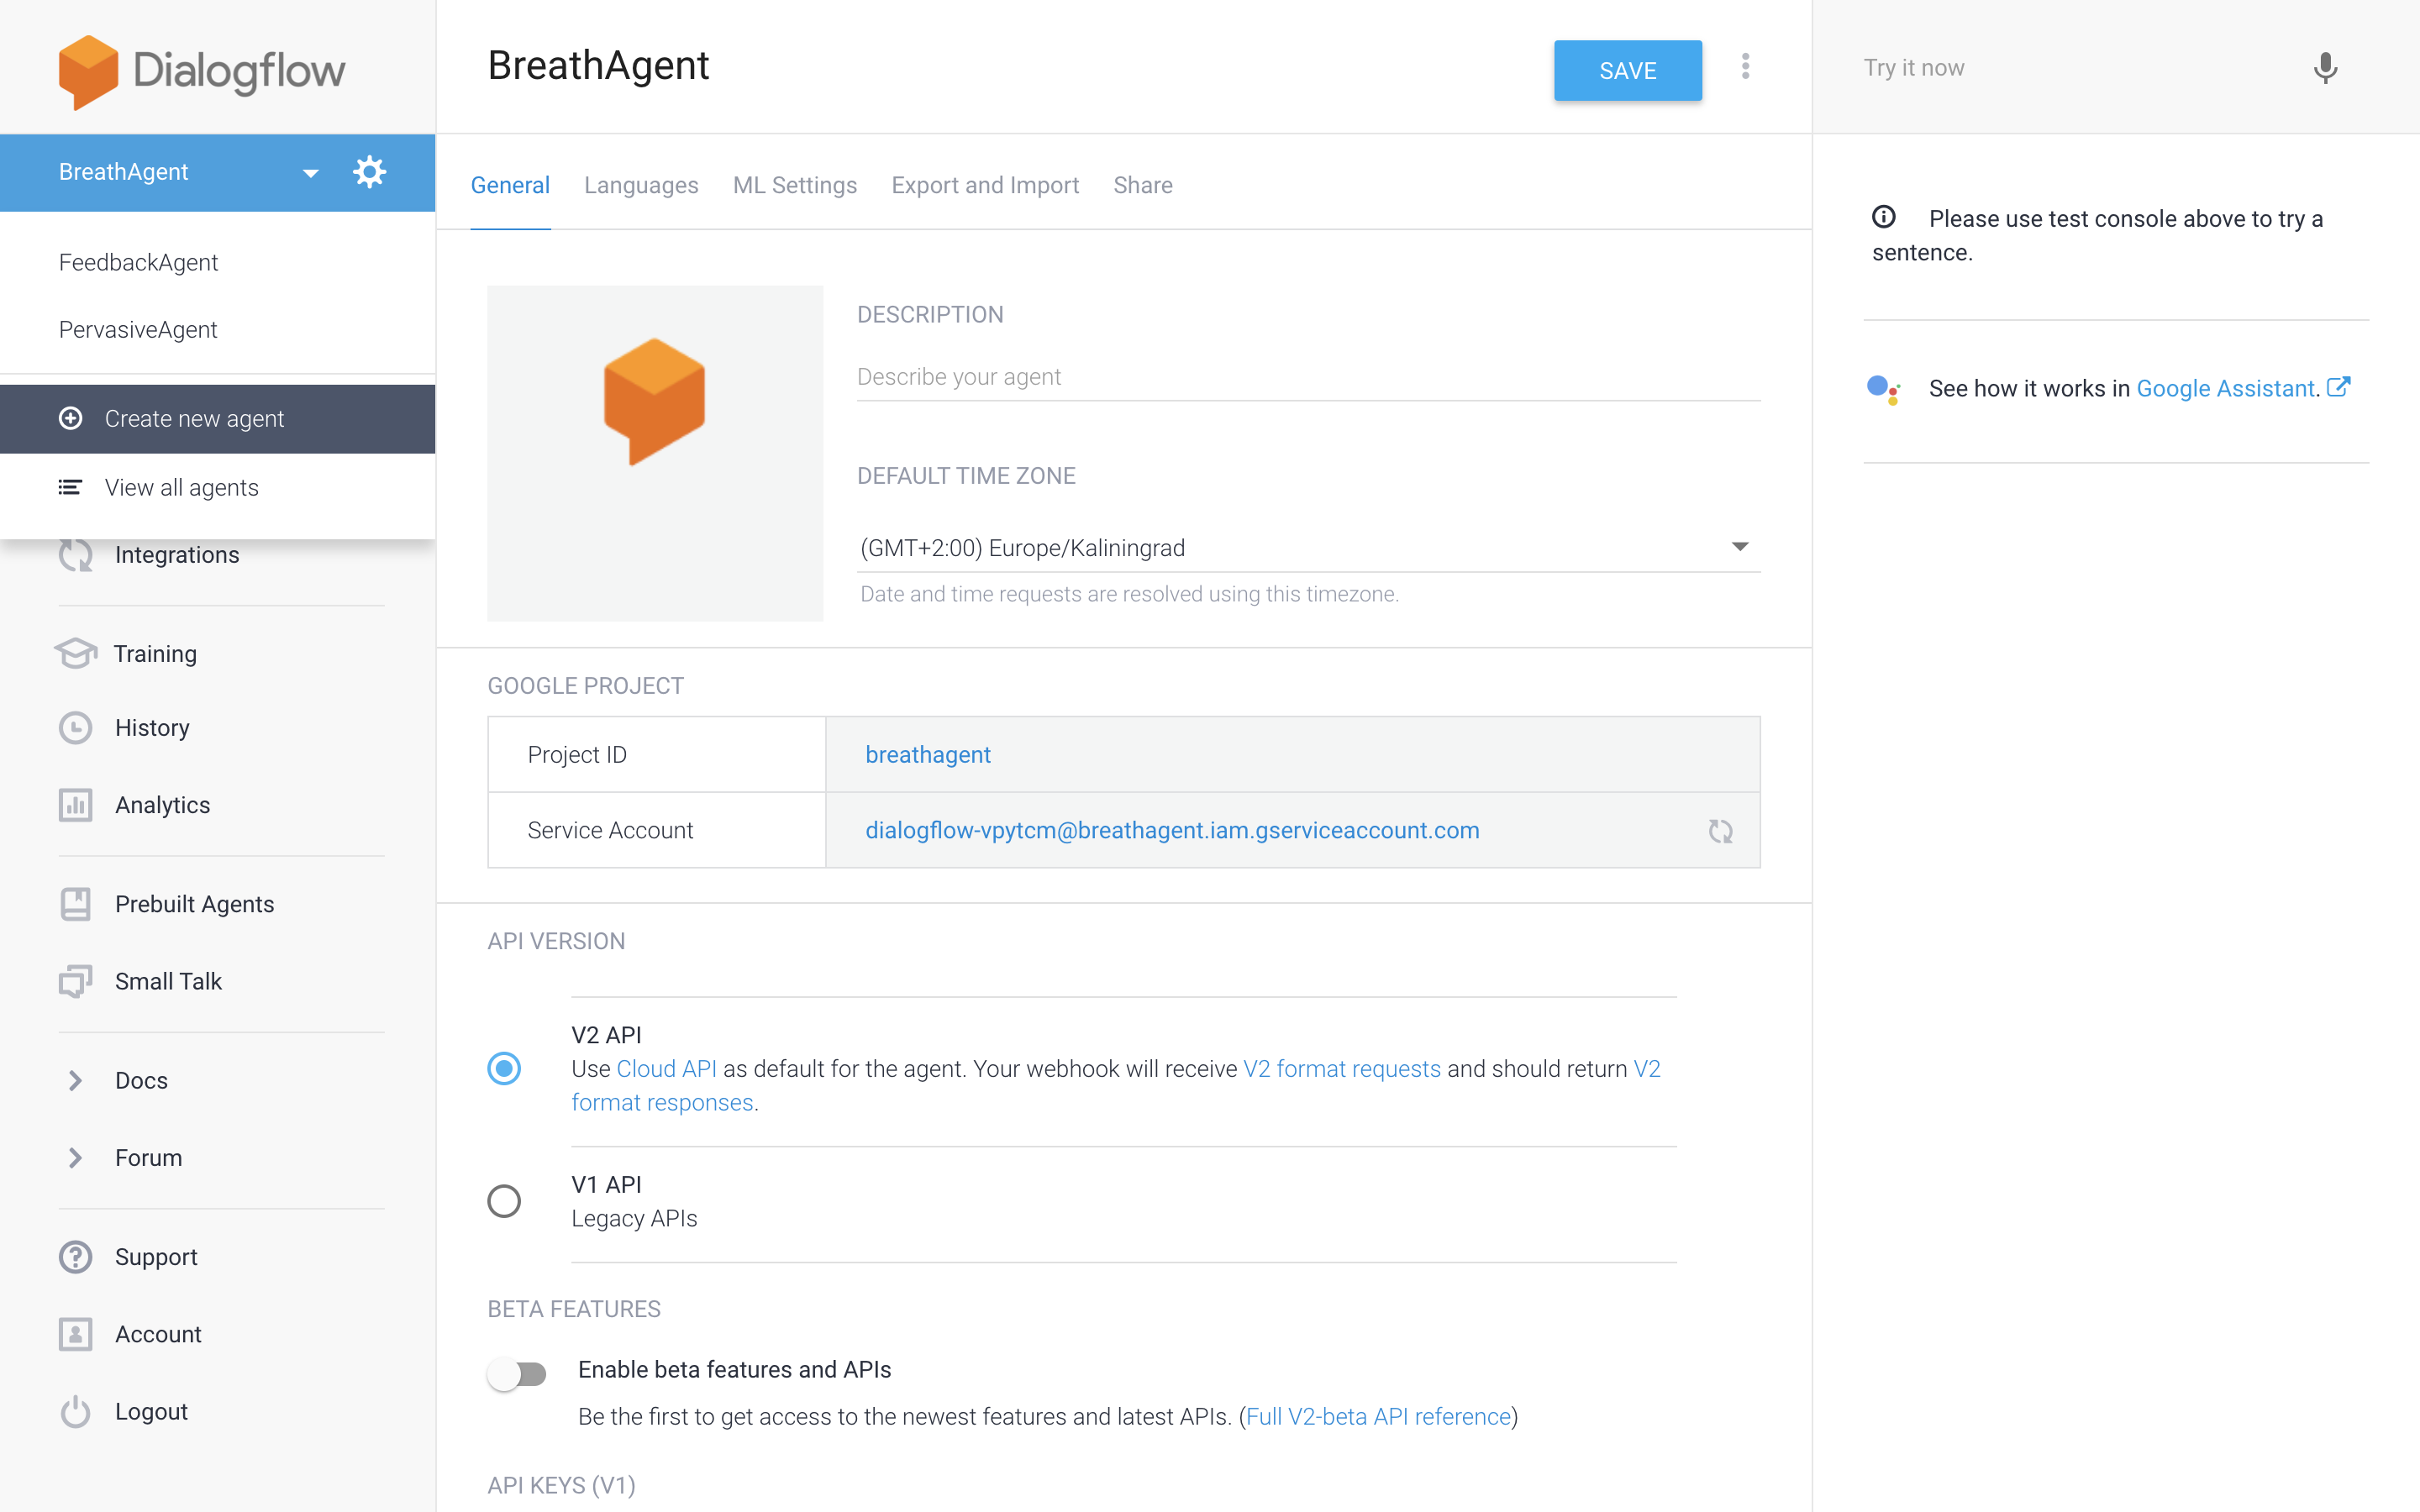 Dialogflow
BreathAgent
FeedbackAgent
PervasiveAgent
Create new agent
View all agents
Integrations
Training
History
Analytics
Prebuilt Agents
Small Talk
Docs
Forum
Support
Account
Logout
BreathAgent
SAVE
General Languages ML Settings Export and Import Share
DESCRIPTION
Describe your agent
DEFAULT TIME ZONE
(GMT+2:00) Europe/Kaliningrad
Date and time requests are resolved using this timezone.
GOOGLE PROJECT
Project ID breathagent
Service Account dialogflow-vpytcm@breathagent.iam.gserviceaccount.com
API VERSION
V2 API
Use Cloud API as default for the agent. Your webhook will receive V2 format requests and should return V2
format responses.
V1 API
Legacy APIs
BETA FEATURES
Enable beta features and APIs
Be the first to get access to the newest features and latest APIs. (Full V2-beta API reference)
API KEYS (V1)
Try it now
Please use test console above to try a
sentence.
See how it works in Google Assistant.